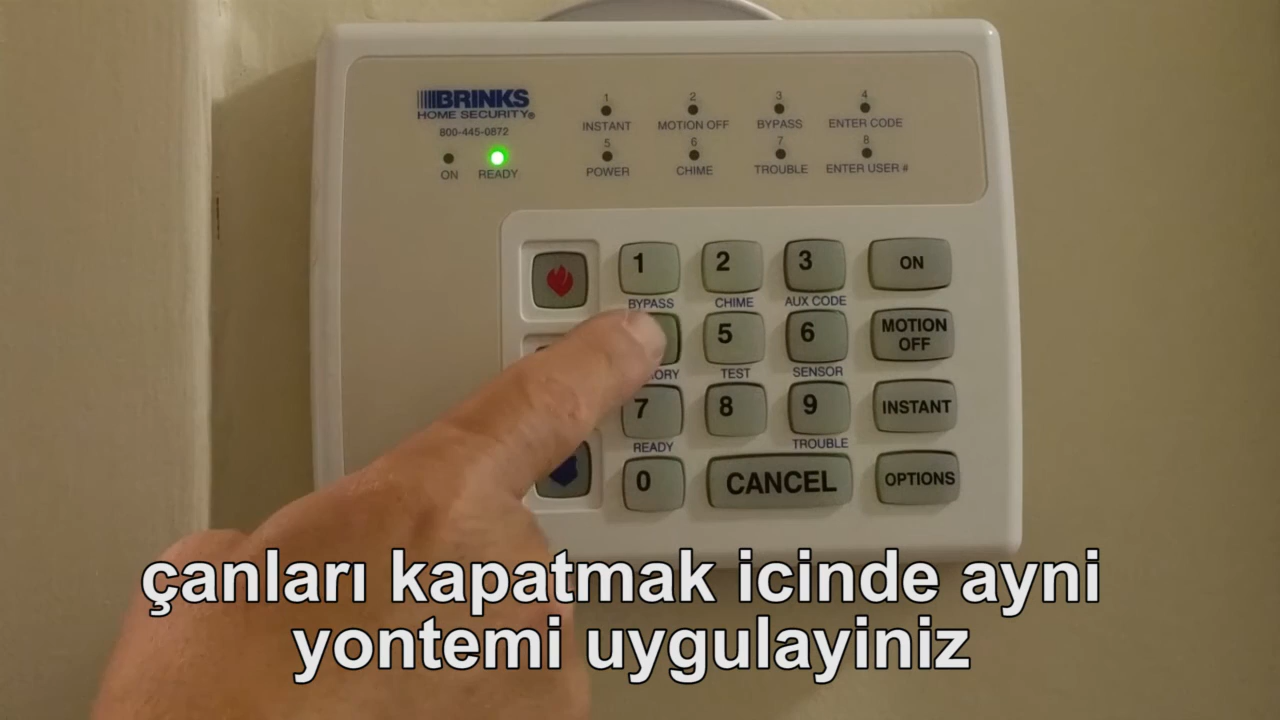 BRINKS
HOME SECURITY®
800-445-0872
ON READY
1 2 3 4
INSTANT MOTION OFF BYPASS ENTER CODE
5 6 7 8
POWER CHIME TROUBLE ENTER USER #
1 2 3 ON
BYPASS CHIME AUX CODE
5 6 MOTION OFF
TEST SENSOR
7 8 9 INSTANT
READY TROUBLE
0 CANCEL OPTIONS
çanları kapatmak icinde ayni
yontemi uygulayiniz